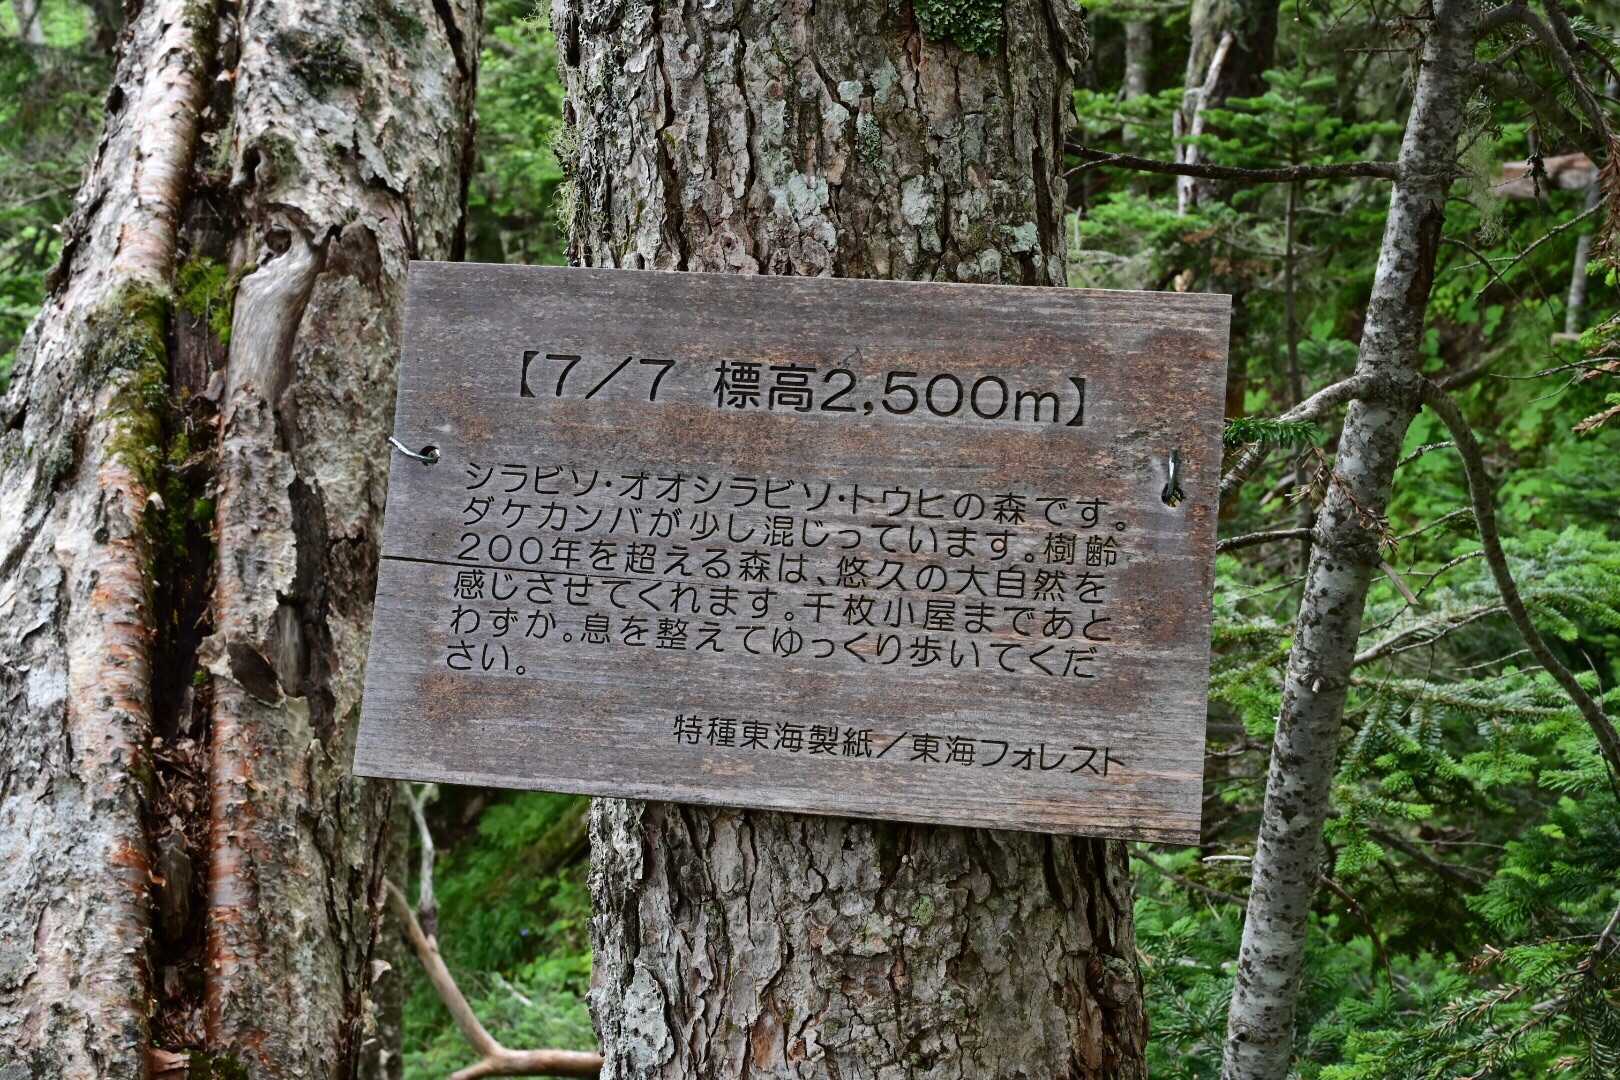 【7/7 標高2,500m】
シラビソ・オオシラビソ・トウヒの森です。
ダケカンバが少し混じっています。樹齢
200年を超える森は、悠久の大自然を
感じさせてくれます。千枚小屋まであと
わずか。息を整えてゆっくり歩いてくだ
さい。
特種東海製紙/東海フォレスト